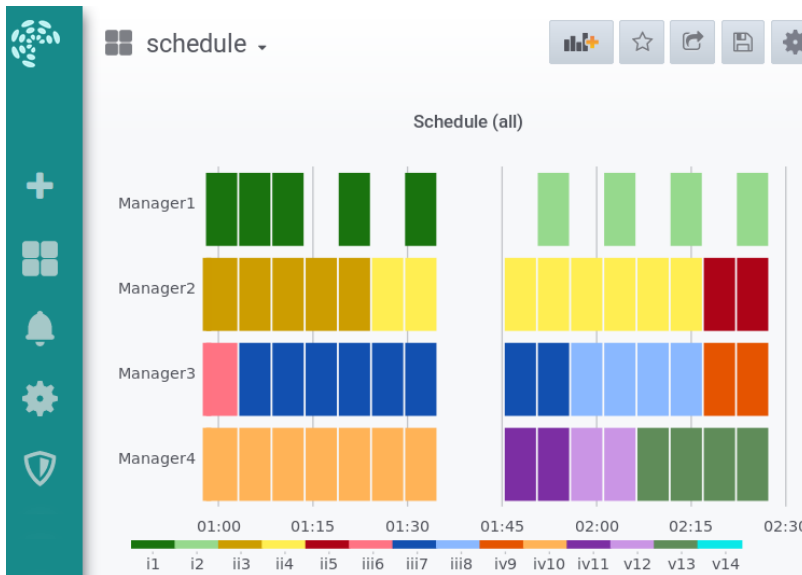 schedule
Schedule (all)
Manager1
Manager2
Manager3
Manager4
01:00 01:15 01:30 01:45 02:00 02:15 02:30
i1 i2 ii3 ii4 ii5 iii6 iii7 iii8 iv9 iv10 iv11 v12 v13 v14